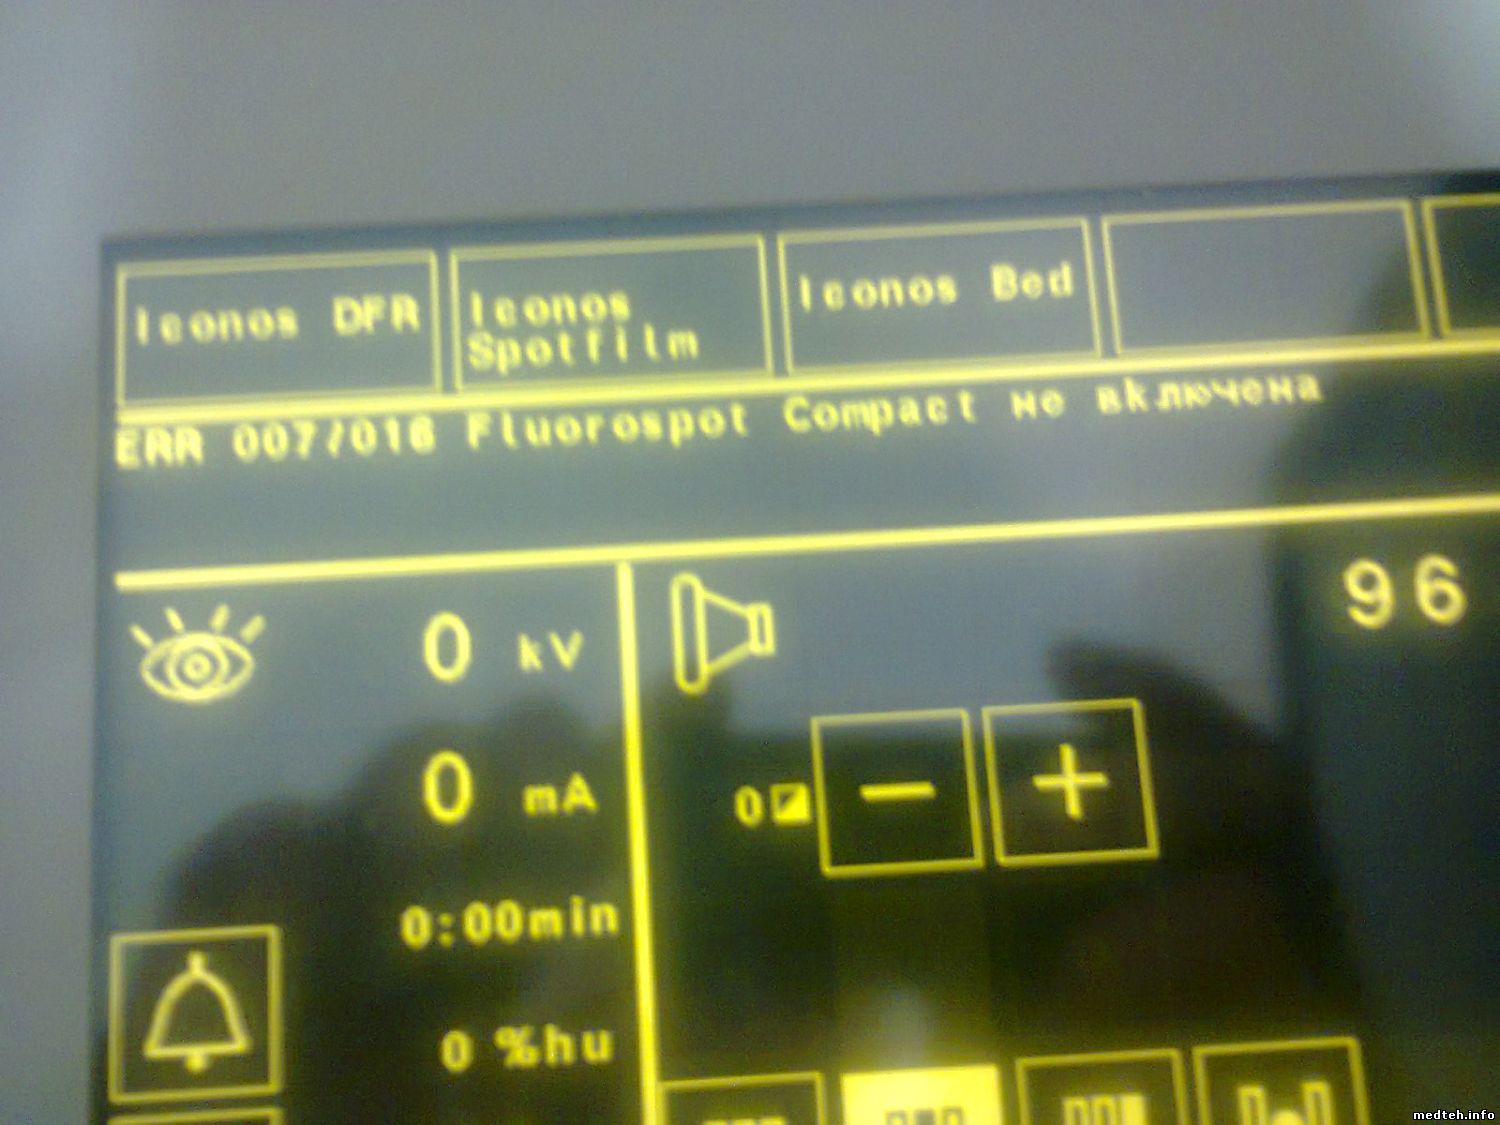 Iconos DFR
Iconos
Spotfilm
Iconos Bed
ERR 007/016 Fluorospot Compact не включена
0 kV
96
0 mA
0
0:00min
0 %hu
medteh.info